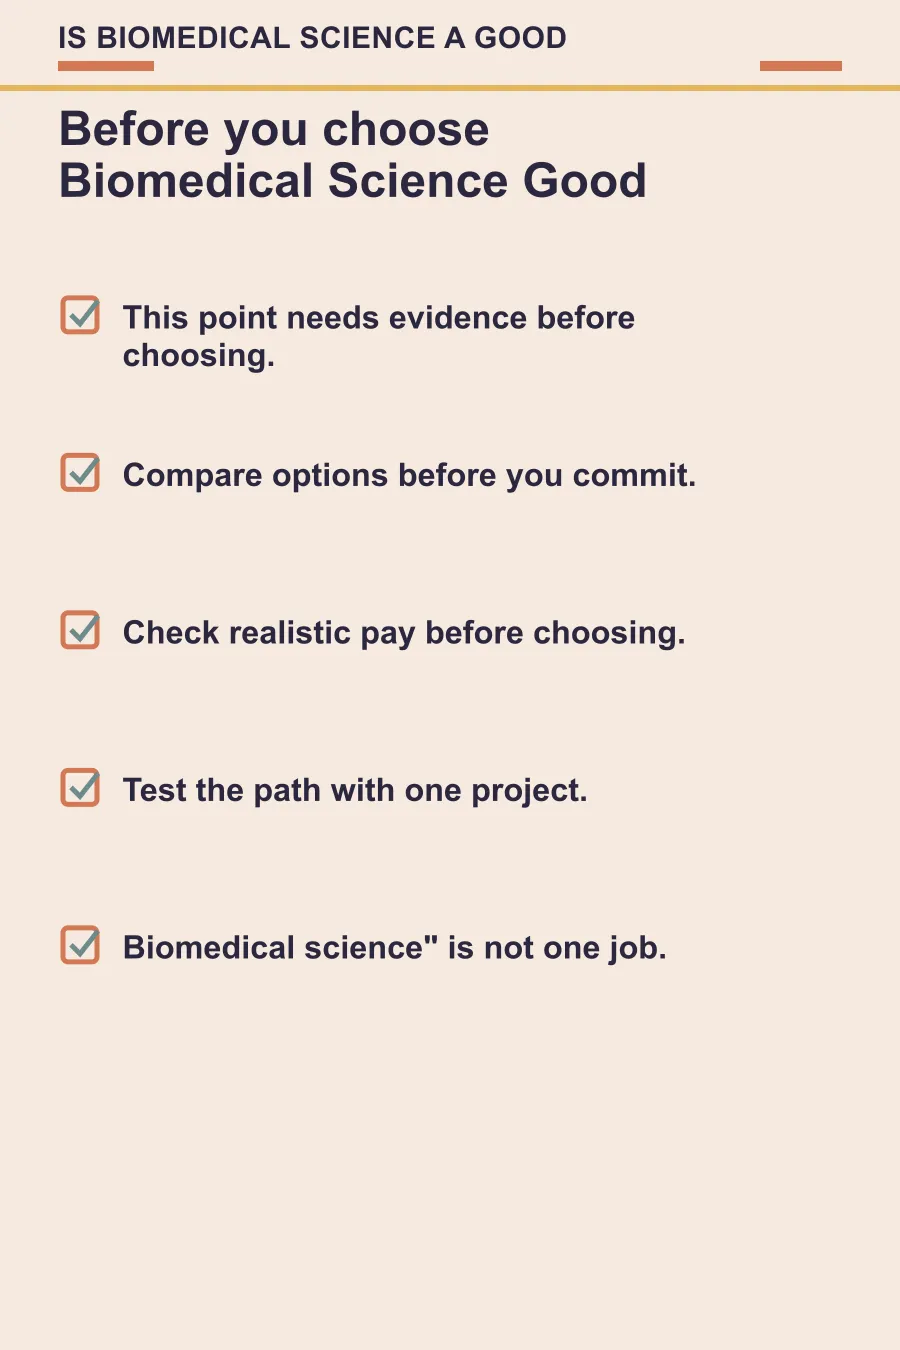 IS BIOMEDICAL SCIENCE A GOOD
Before you choose
Biomedical Science Good
This point needs evidence before
choosing.
Compare options before you commit.
Check realistic pay before choosing.
Test the path with one project.
Biomedical science" is not one job.